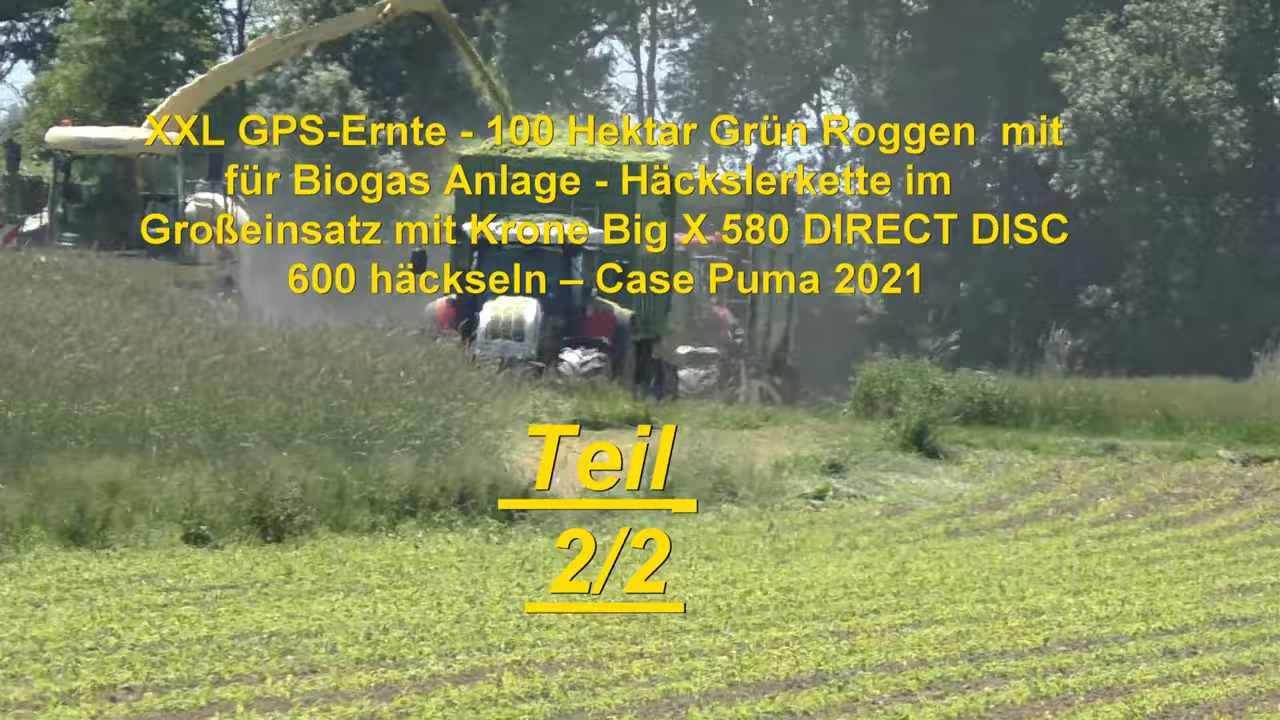 XXL GPS-Ernte - 100 Hektar Grün Roggen mit
für Biogas Anlage - Häckslerkette im
Großeinsatz mit Krone Big X 580 DIRECT DISC
600 häckseln – Case Puma 2021
Teil
2/2